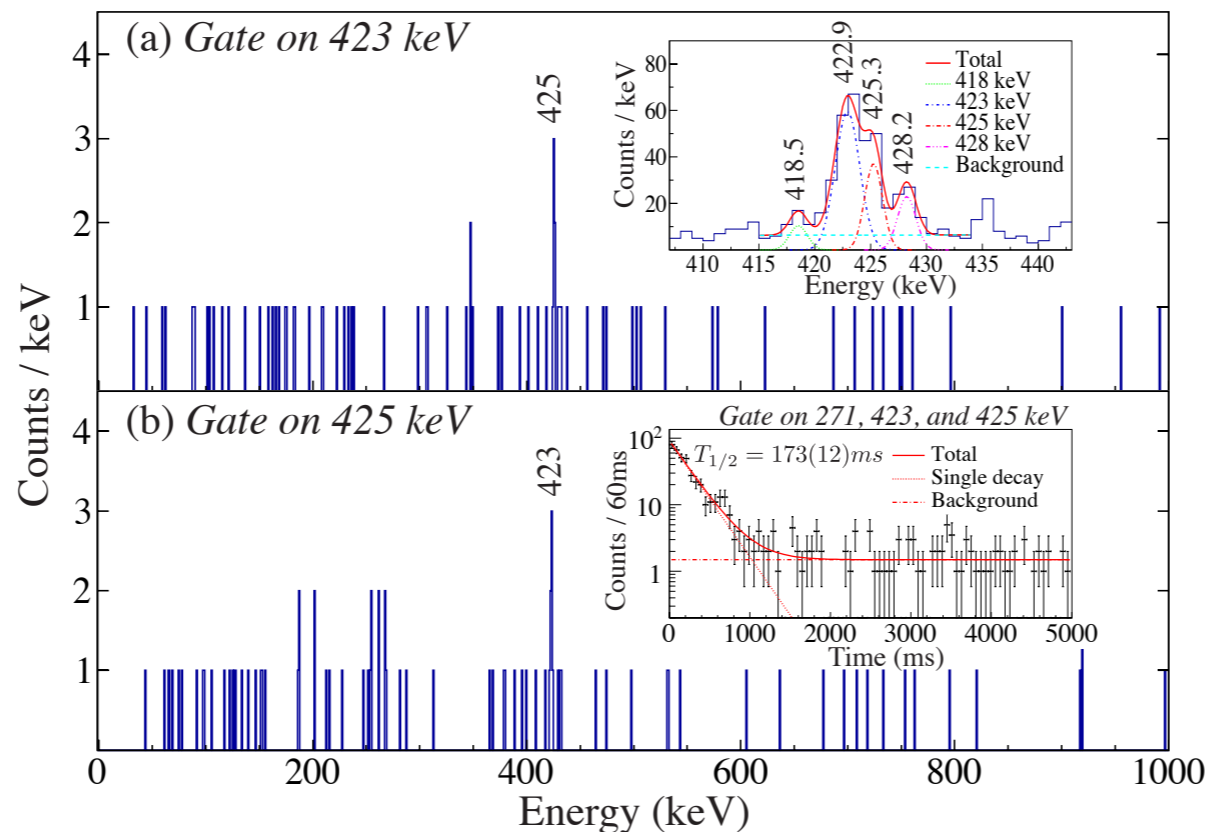 (a) Gate on 423 keV
4
3
2
1
425
422.9
425.3
418.5
428.2
Total
418 keV
423 keV
425 keV
428 keV
Background
80
60
40
20
Counts / keV
410 415 420 425 430 435 440
Energy (keV)
Counts / keV
(b) Gate on 425 keV
4
3
2
1
423
Gate on 271, 423, and 425 keV
T1/2 = 173(12)ms
Total
Single decay
Background
10²
10
1
Counts / 60ms
0 1000 2000 3000 4000 5000
Time (ms)
0 200 400 600 800 1000
Energy (keV)